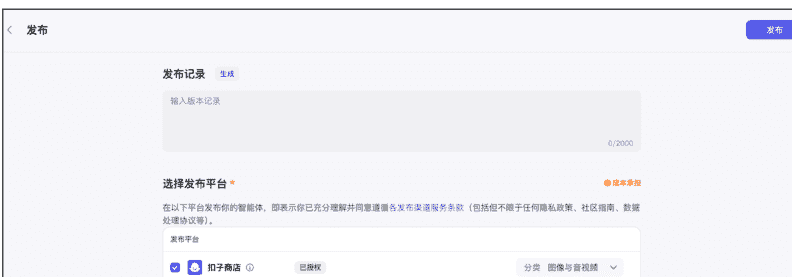 发布
发布
发布记录 生成
输入版本记录
0/2000
选择发布平台 *
成本承担
在以下平台发布你的智能体，即表示你已充分理解并同意遵循各发布渠道服务条款（包括但不限于任何隐私政策、社区指南、数据
处理协议等）。
发布平台
扣子商店 已授权 分类 图像与音视频